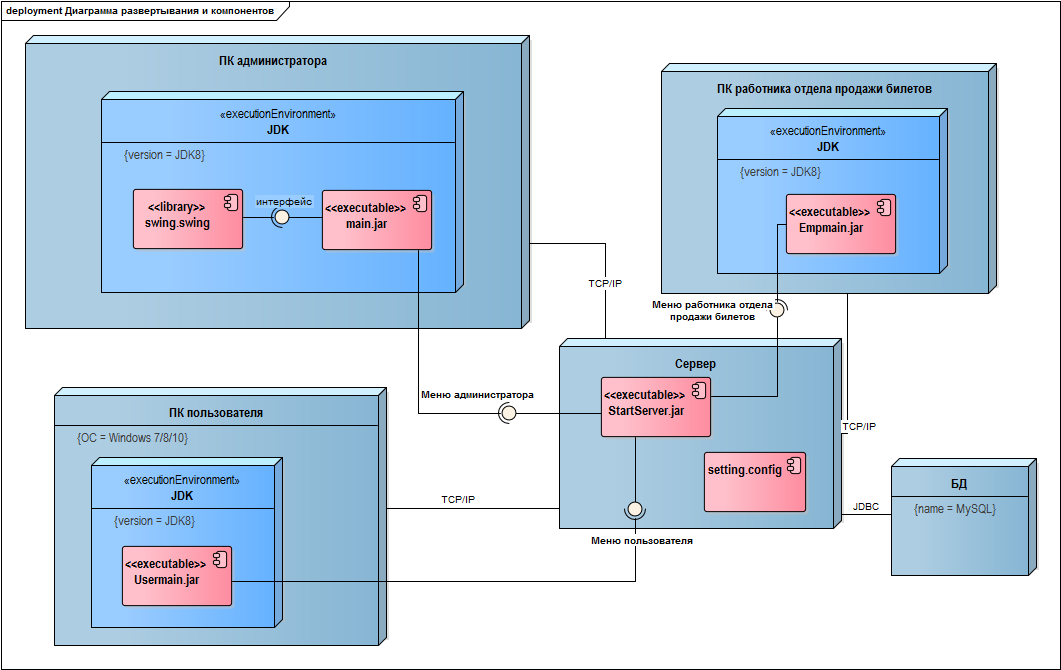 deployment Диаграмма развертывания и компонентов
ПК администратора
«executionEnvironment»
JDK
{version = JDK8}
<<library>>
swing.swing
интерфейс
<<executable>>
main.jar
ПК работника отдела продажи билетов
«executionEnvironment»
JDK
{version = JDK8}
<<executable>>
Empmain.jar
TCP/IP
Меню работника отдела
продажи билетов
Сервер
<<executable>>
StartServer.jar
Меню администратора
ПК пользователя
{ОС = Windows 7/8/10}
«executionEnvironment»
JDK
{version = JDK8}
<<executable>>
Usermain.jar
TCP/IP
setting.config
TCP/IP
Меню пользователя
JDBC
БД
{name = MySQL}